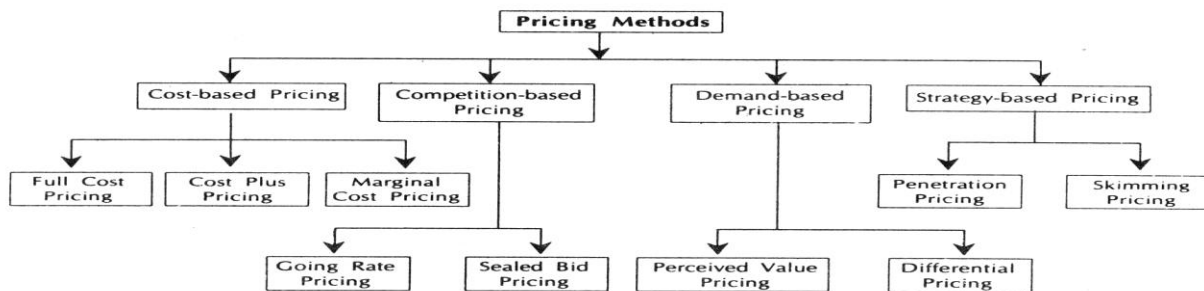 Pricing Methods
Cost-based Pricing
Competition-based
Pricing
Demand-based
Pricing
Strategy-based Pricing
Full Cost
Pricing
Cost Plus
Pricing
Marginal
Cost Pricing
Penetration
Pricing
Skimming
Pricing
Going Rate
Pricing
Sealed Bid
Pricing
Perceived Value
Pricing
Differential
Pricing